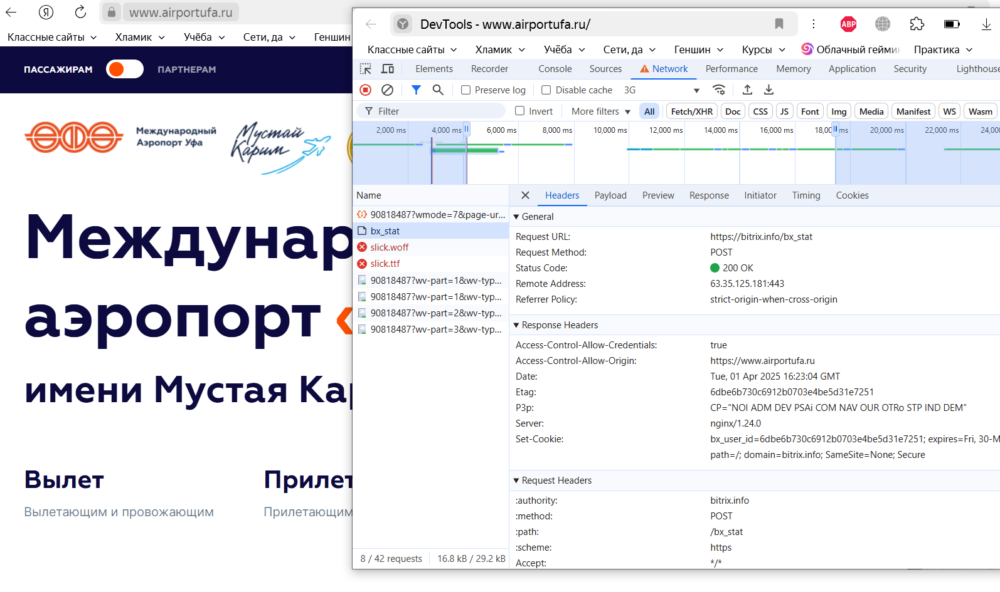 www.airportufa.ru
Классные сайты
Хламик
Учёба
Сети, да
Геншин
ПАССАЖИРАМ
ПАРТНЕРАМ
Международный
Аэропорт Уфа
Мустай
Карим
Междунар
аэропорт «
имени Мустая Кар
Вылет
Вылетающим и провожающим
Прилет
Прилетающим
DevTools - www.airportufa.ru/
ABP
Классные сайты
Хламик
Учёба
Сети, да
Геншин
Курсы
Облачный гейми
Практика
Elements
Recorder
Console
Sources
Network
Performance
Memory
Application
Security
Lighthouse
Preserve log
Disable cache
3G
Filter
Invert
More filters
All
Fetch/XHR
Doc
CSS
JS
Font
Img
Media
Manifest
WS
Wasm
2,000 ms
4,000 ms
6,000 ms
8,000 ms
10,000 ms
12,000 ms
14,000 ms
16,000 ms
18,00 ms
20,000 ms
22,000 ms
24,00
Name
90818487?wmode=7&page-ur...
bx_stat
slick.woff
slick.ttf
90818487?wv-part=1&wv-typ...
90818487?wv-part=1&wv-typ...
90818487?wv-part=2&wv-typ...
90818487?wv-part=3&wv-typ...
8 / 42 requests
16.8 kB / 29.2 kB
Headers
Payload
Preview
Response
Initiator
Timing
Cookies
General
Request URL: https://bitrix.info/bx_stat
Request Method: POST
Status Code: 200 OK
Remote Address: 63.35.125.181:443
Referrer Policy: strict-origin-when-cross-origin
Response Headers
Access-Control-Allow-Credentials: true
Access-Control-Allow-Origin: https://www.airportufa.ru
Date: Tue, 01 Apr 2025 16:23:04 GMT
Etag: 6dbe6b730c6912b0703e4be5d31e7251
P3p: CP="NOI ADM DEV PSAi COM NAV OUR OTRo STP IND DEM"
Server: nginx/1.24.0
Set-Cookie: bx_user_id=6dbe6b730c6912b0703e4be5d31e7251; expires=Fri, 30-M
path=/; domain=bitrix.info; SameSite=None; Secure
Request Headers
:authority: bitrix.info
:method: POST
:path: /bx_stat
:scheme: https
Accept: */*